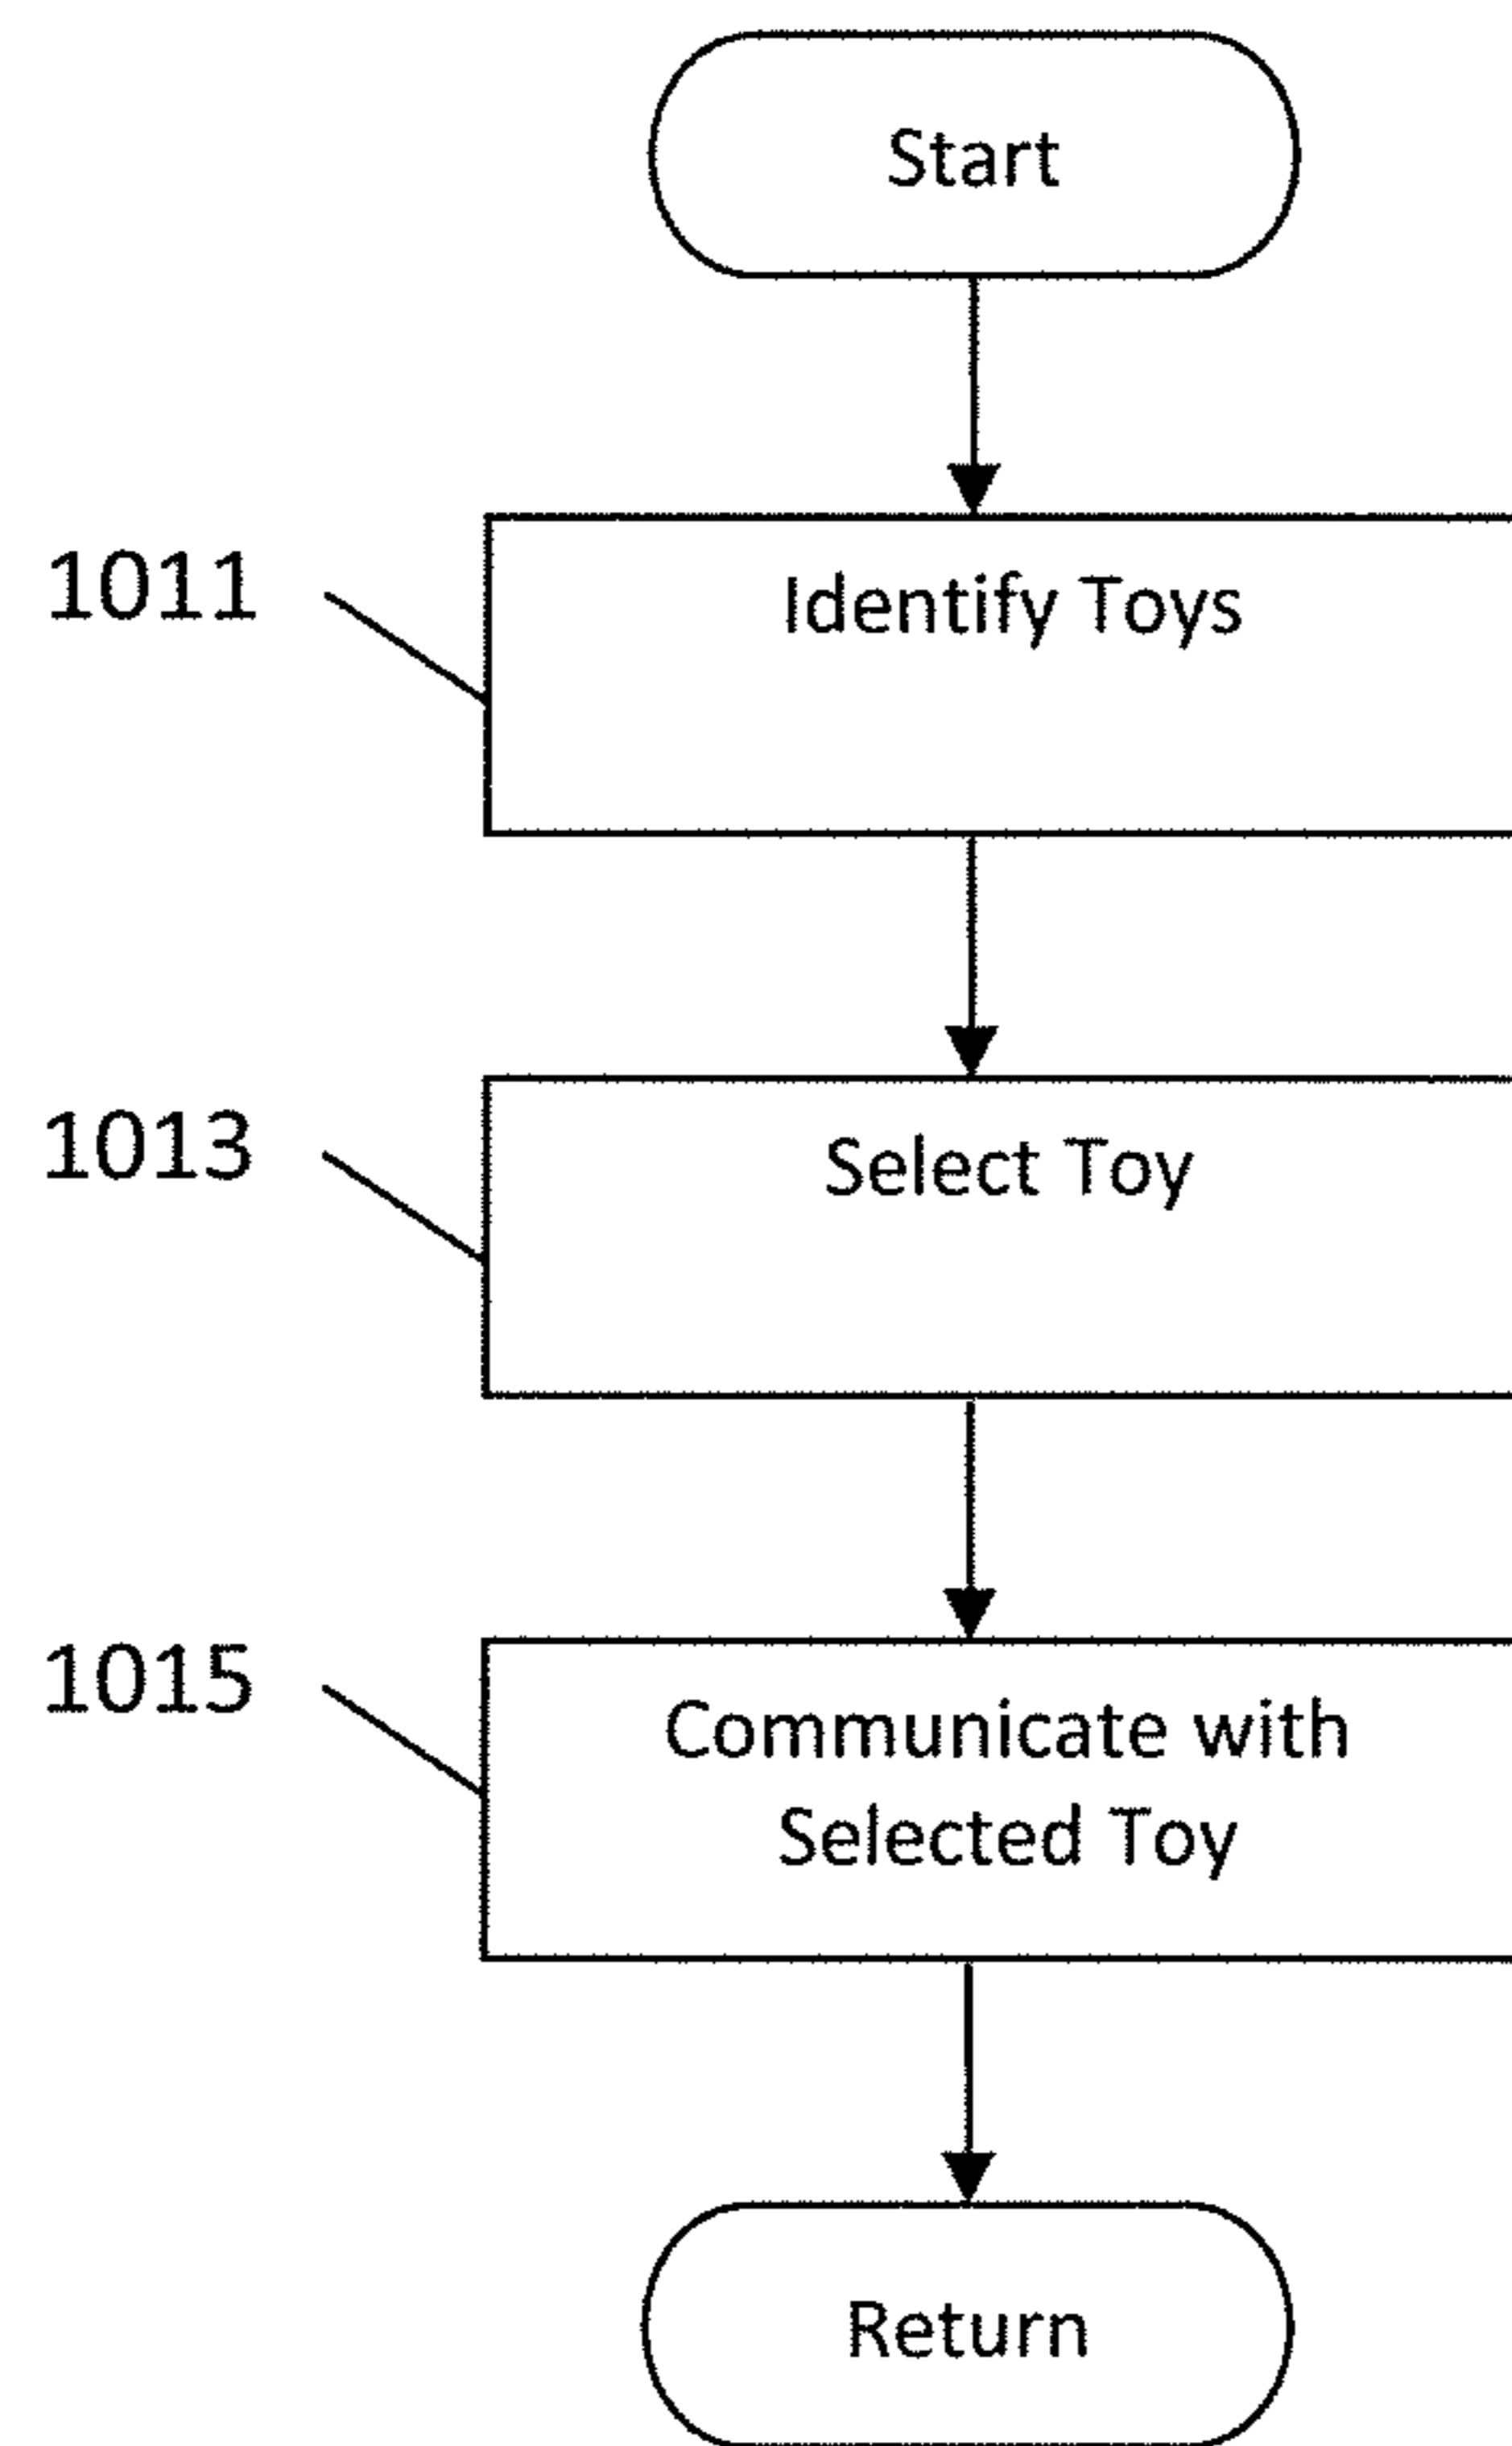 Start
1011
Identify Toys
1013
Select Toy
1015
Communicate with
Selected Toy
Return